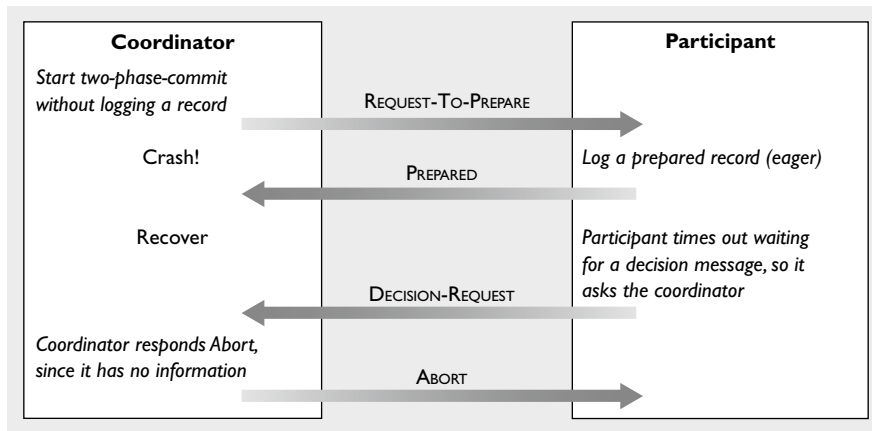 Coordinator
Participant
Start two-phase-commit
without logging a record
REQUEST-TO-PREPARE
Crash!
Log a prepared record (eager)
PREPARED
Recover
Participant times out waiting
for a decision message, so it
asks the coordinator
DECISION-REQUEST
Coordinator responds Abort,
since it has no information
ABORT